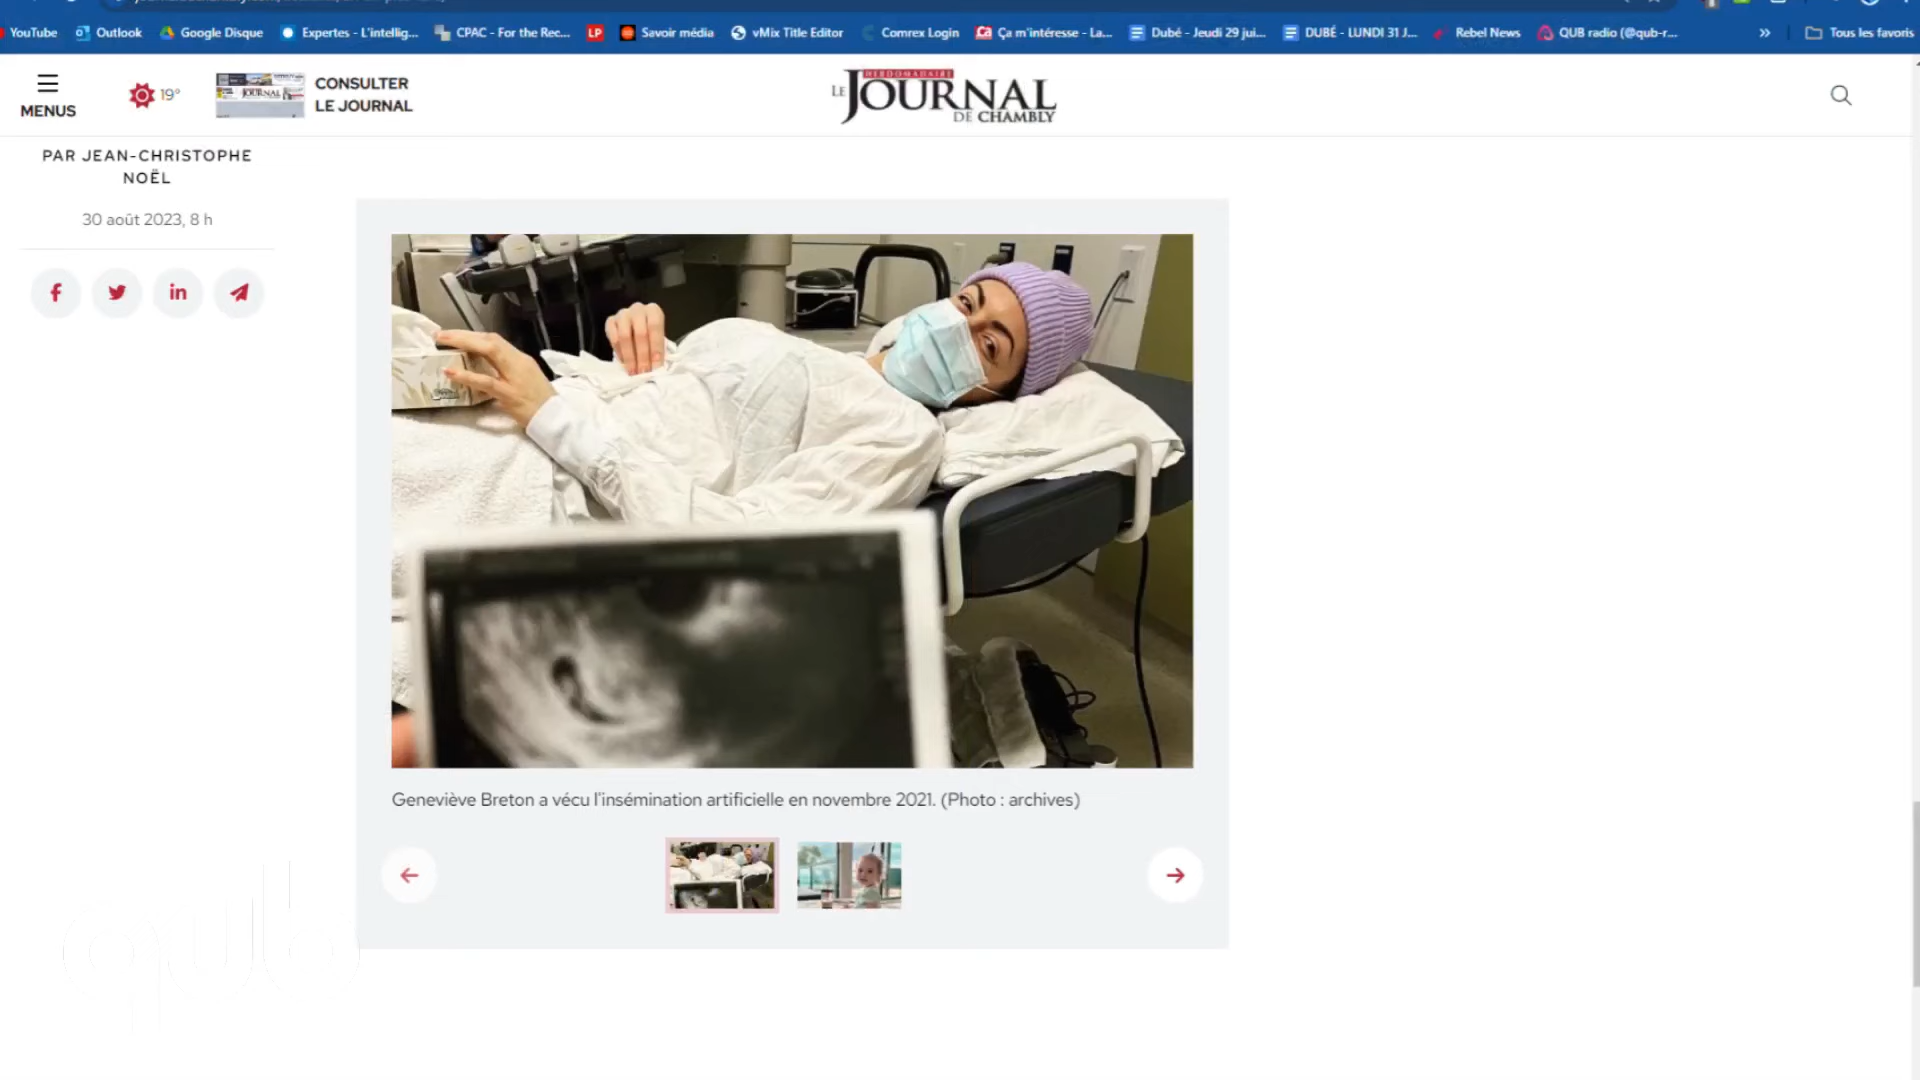 YouTube
Outlook
Google Disque
Expertes - L'intellig...
CPAC - For the Rec...
LP
Savoir média
vMix Title Editor
Comrex Login
Ça m'intéresse - La...
Dubé - Jeudi 29 jui...
DUBÉ - LUNDI 31 J...
Rebel News
QUB radio (@qub-r...
»
Tous les favoris
MENUS
19°
CONSULTER
LE JOURNAL
HEBDOMADAIRE
LE JOURNAL
DE CHAMBLY
PAR JEAN-CHRISTOPHE
NOËL
30 août 2023, 8 h
Geneviève Breton a vécu l'insémination artificielle en novembre 2021. (Photo : archives)
qub